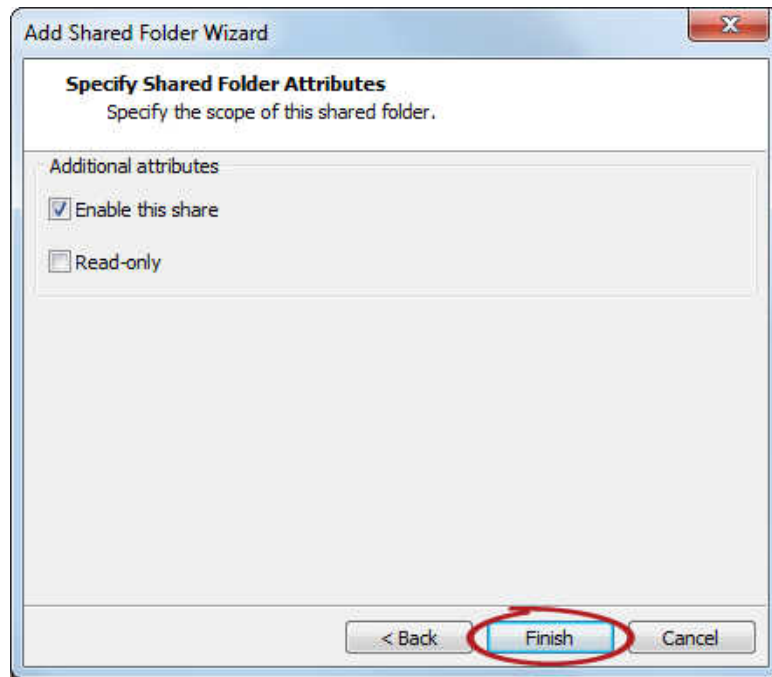 Add Shared Folder Wizard
Specify Shared Folder Attributes
Specify the scope of this shared folder.
Additional attributes
Enable this share
Read-only
< Back Finish Cancel